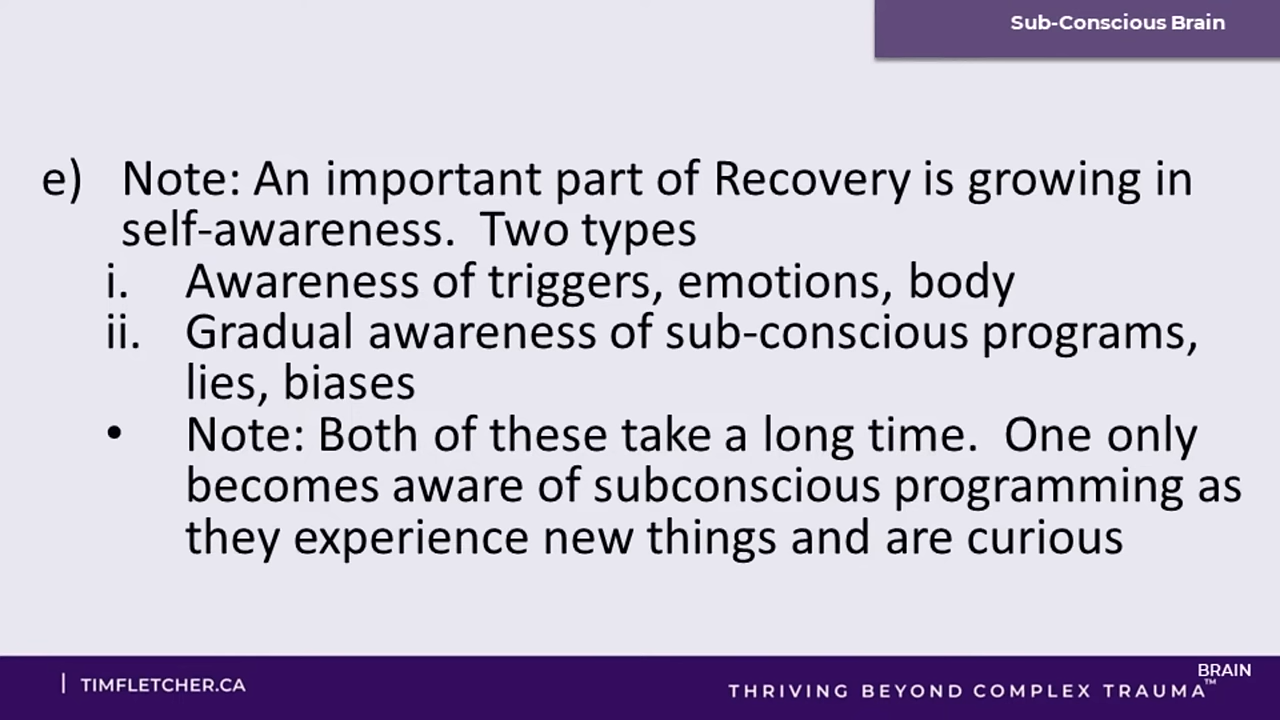 Sub-Conscious Brain
e) Note: An important part of Recovery is growing in
self-awareness.  Two types
i. Awareness of triggers, emotions, body
ii. Gradual awareness of sub-conscious programs,
lies, biases
• Note: Both of these take a long time.  One only
becomes aware of subconscious programming as
they experience new things and are curious
| TIMFLETCHER.CA
THRIVING BEYOND COMPLEX TRAUMA™
BRAIN